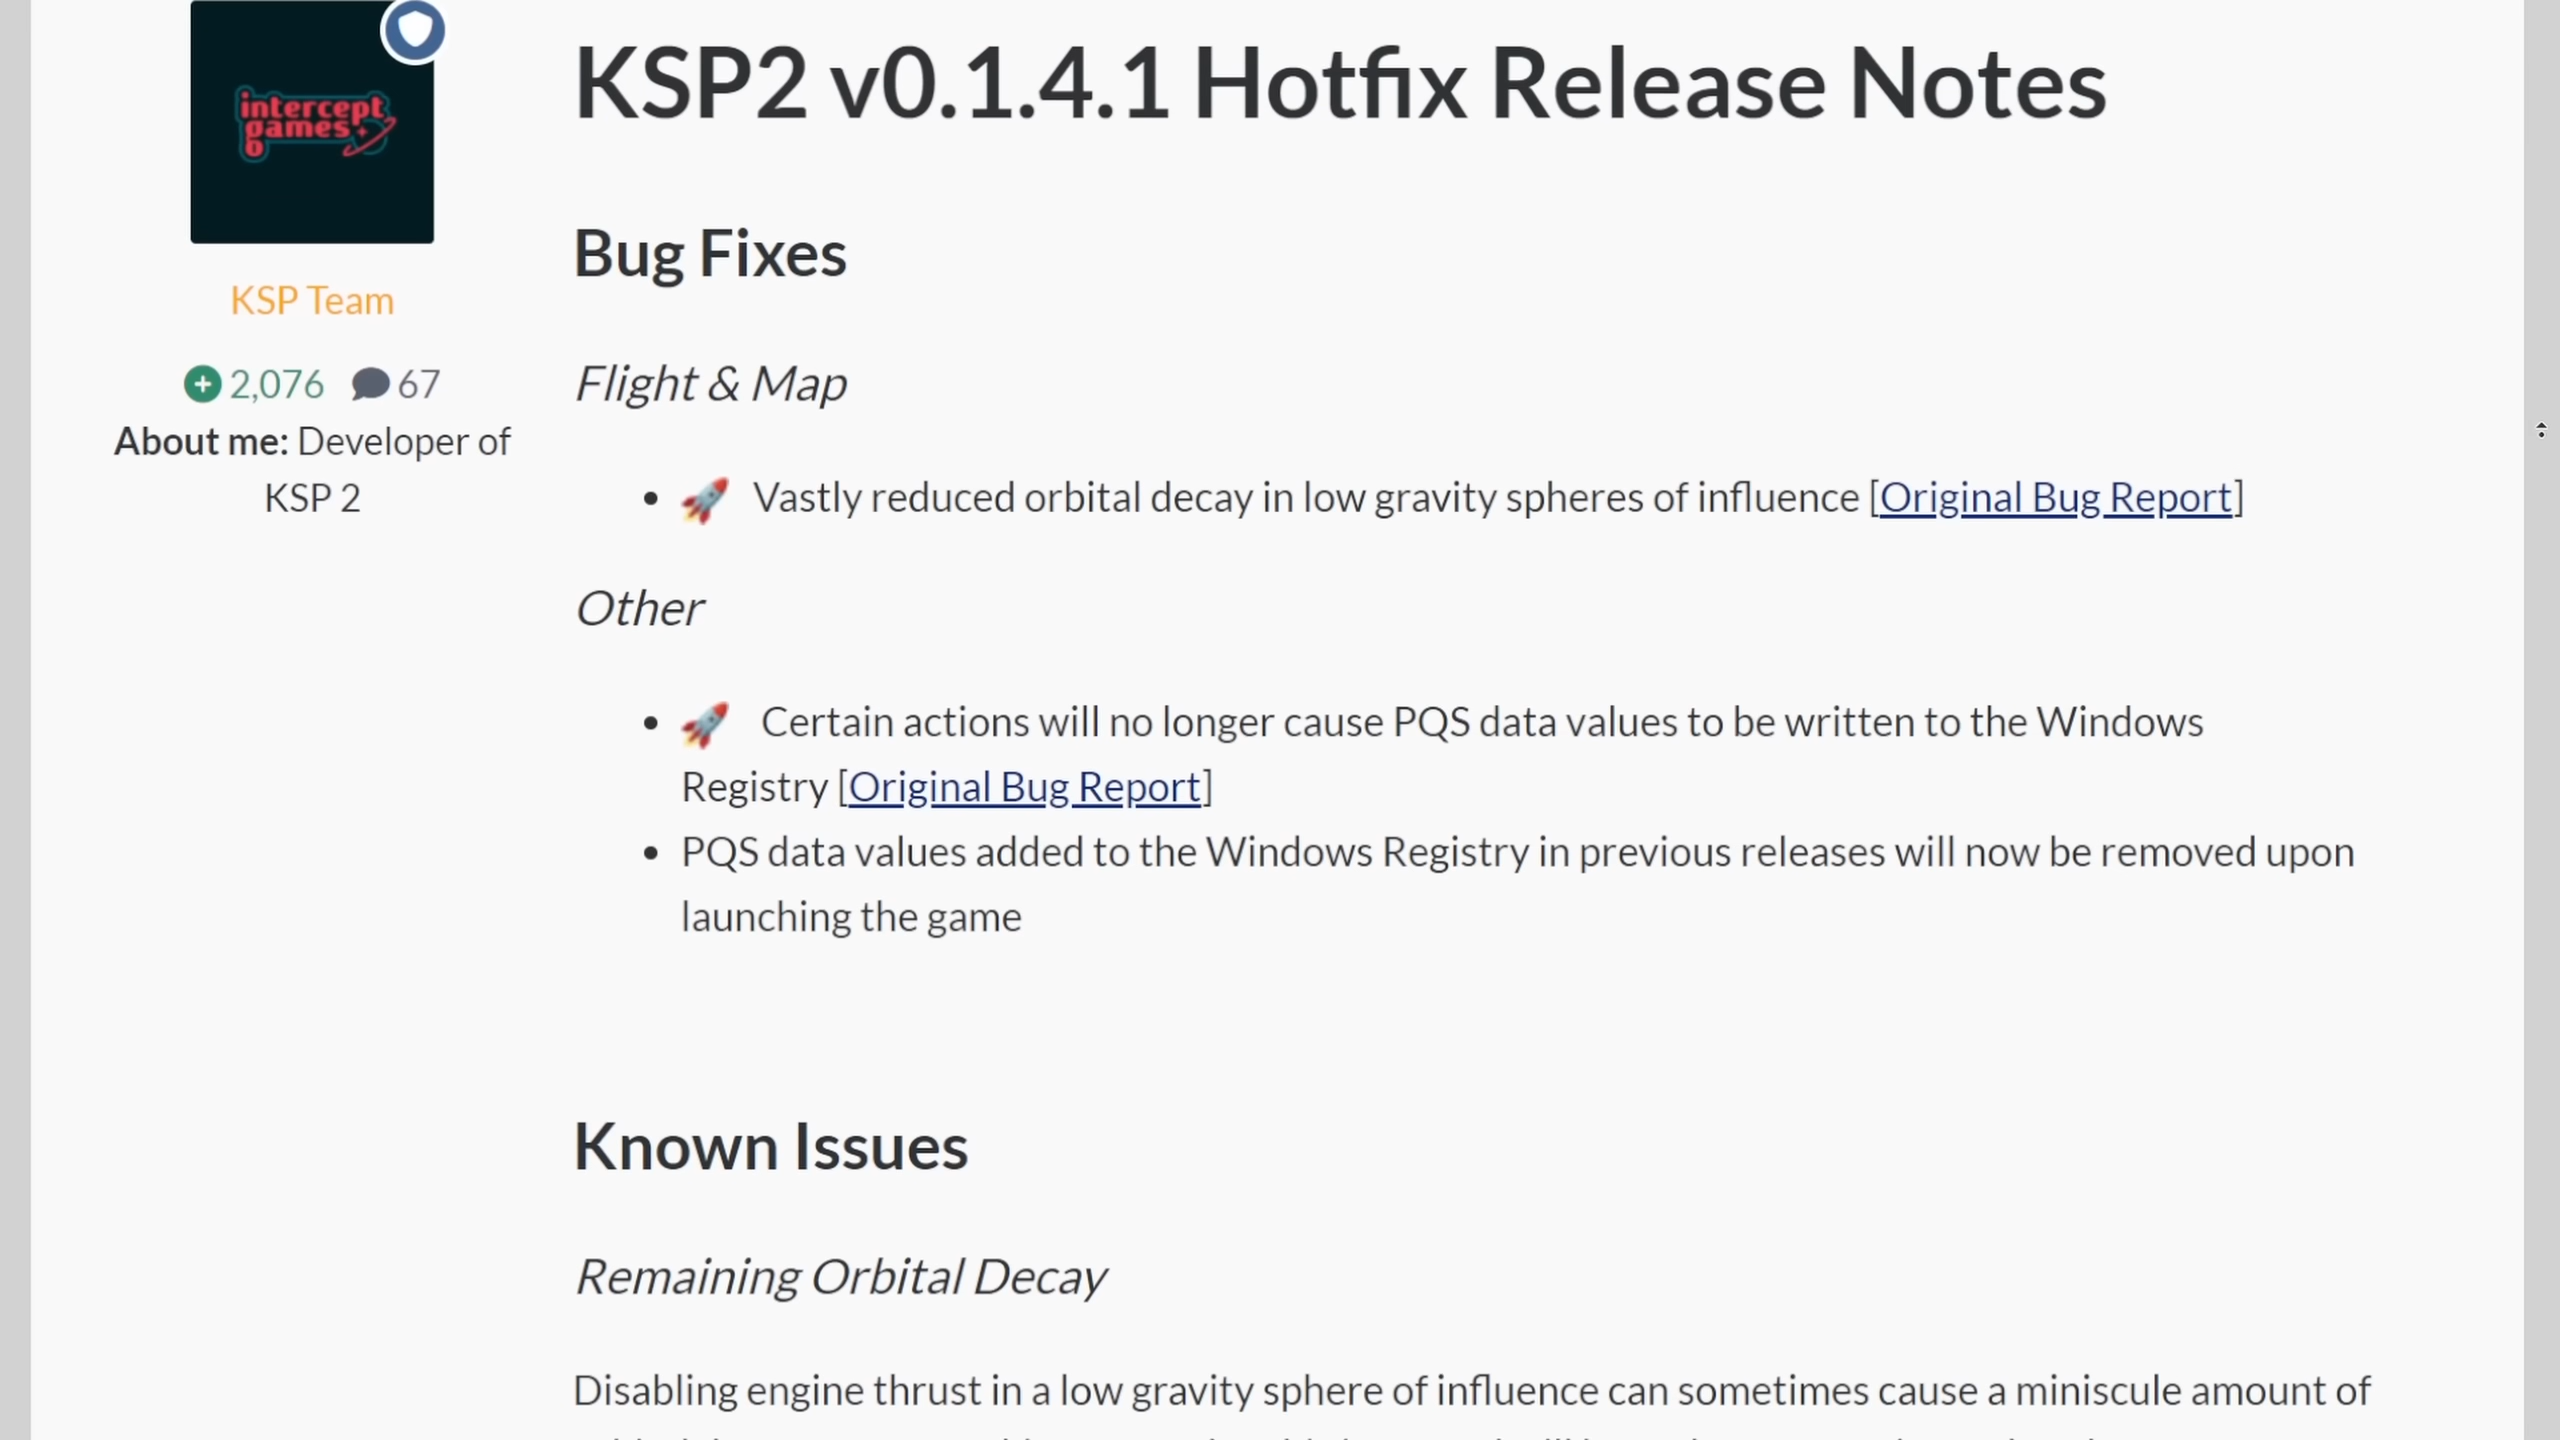 intercept
games
KSP Team
2,076 67
About me: Developer of
KSP 2
KSP2 v0.1.4.1 Hotfix Release Notes
Bug Fixes
Flight & Map
• 🚀 Vastly reduced orbital decay in low gravity spheres of influence [Original Bug Report]
Other
• 🚀 Certain actions will no longer cause PQS data values to be written to the Windows
Registry [Original Bug Report]
• PQS data values added to the Windows Registry in previous releases will now be removed upon
launching the game
Known Issues
Remaining Orbital Decay
Disabling engine thrust in a low gravity sphere of influence can sometimes cause a miniscule amount of